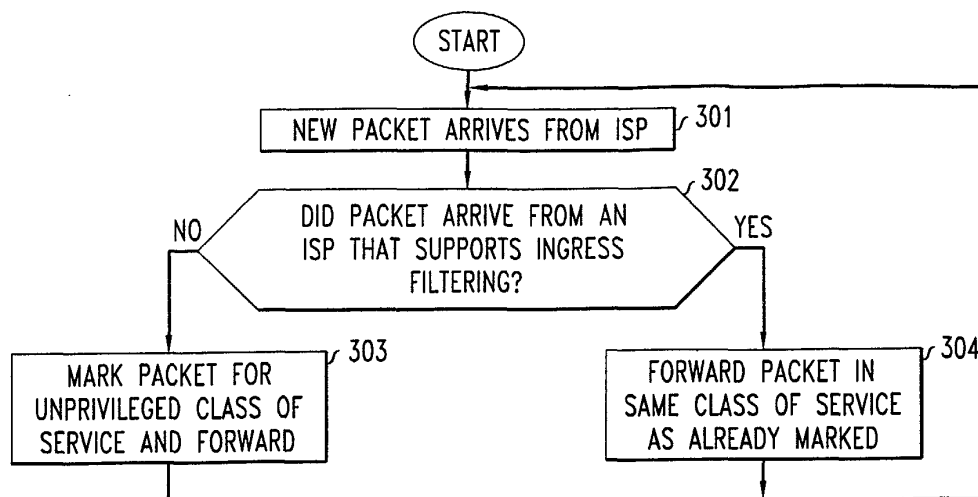 START
NEW PACKET ARRIVES FROM ISP
301
302
DID PACKET ARRIVE FROM AN
ISP THAT SUPPORTS INGRESS
FILTERING?
NO
YES
303
MARK PACKET FOR
UNPRIVILEGED CLASS OF
SERVICE AND FORWARD
304
FORWARD PACKET IN
SAME CLASS OF SERVICE
AS ALREADY MARKED